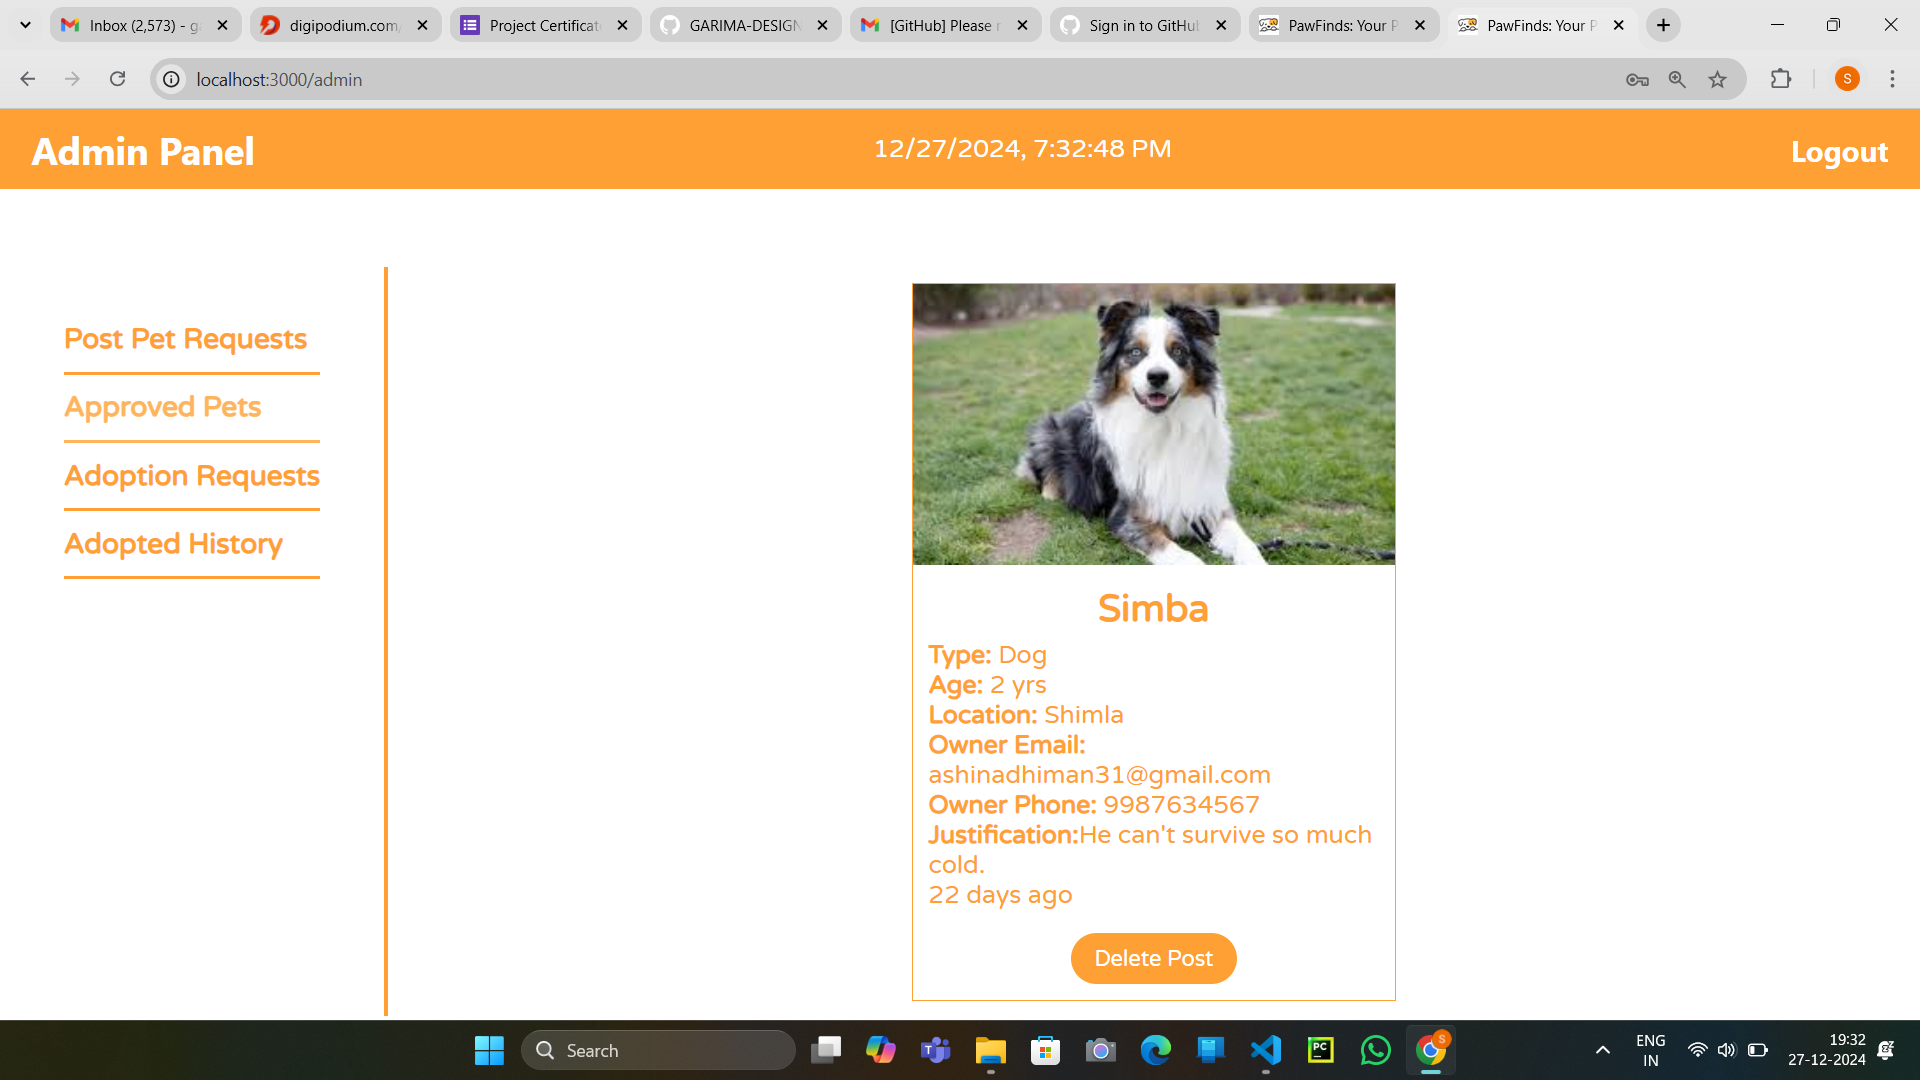 Inbox (2,573) - ga
digipodium.com/
Project Certificat
GARIMA-DESIGN
[GitHub] Please r
Sign in to GitHub
PawFinds: Your P
PawFinds: Your P
localhost:3000/admin
S
Admin Panel
12/27/2024, 7:32:48 PM
Logout
Post Pet Requests
Approved Pets
Adoption Requests
Adopted History
Simba
Type: Dog
Age: 2 yrs
Location: Shimla
Owner Email:
ashinadhiman31@gmail.com
Owner Phone: 9987634567
Justification:He can't survive so much
cold.
22 days ago
Delete Post
Search
T
PC
S
ENG
IN
19:32
27-12-2024